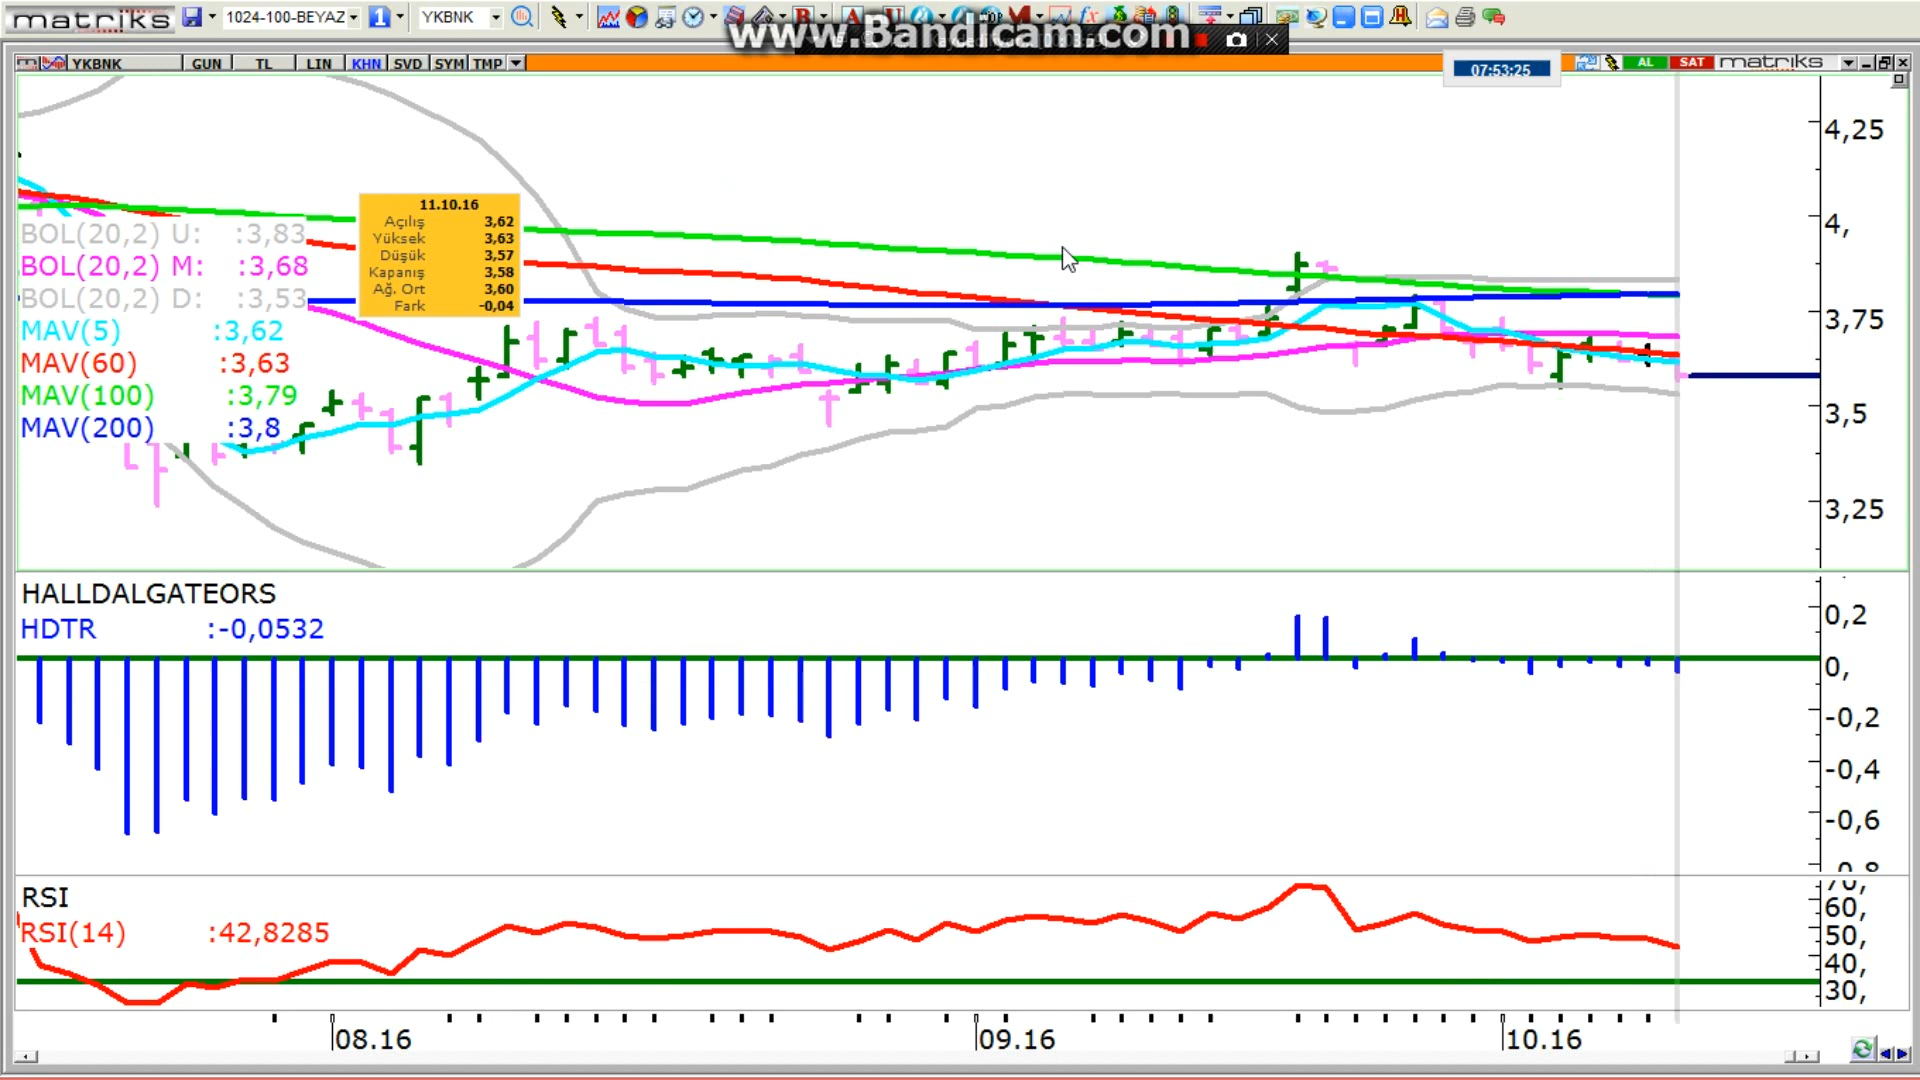 matriks 1024-100-BEYAZ 1 YKBNK
www.Bandicam.com
YKBNK GUN TL LIN KHN SVD SYM TMP 07:53:25 AL SAT matriks
4,25
4,
3,75
3,5
3,25
11.10.16
Açılış 3,62
Yüksek 3,63
Düşük 3,57
Kapanış 3,58
Ağ. Ort 3,60
Fark -0,04
BOL(20,2) U: :3,83
BOL(20,2) M: :3,68
BOL(20,2) D: :3,53
MAV(5) :3,62
MAV(60) :3,63
MAV(100) :3,79
MAV(200) :3,8
HALLDALGATEORS
HDTR :-0,0532
0,2
0,
-0,2
-0,4
-0,6
RSI
RSI(14) :42,8285
70,
60,
50,
40,
30,
08.16 09.16 10.16